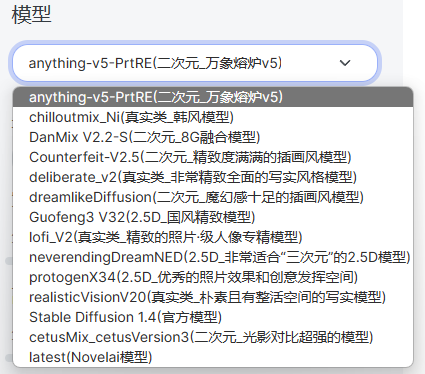 模型
anything-v5-PrtRE(二次元_万象熔炉v5)
anything-v5-PrtRE(二次元_万象熔炉v5)
chilloutmix_Ni(真实类_韩风模型)
DanMix V2.2-S(二次元_8G融合模型)
Counterfeit-V2.5(二次元_精致度满满的插画风模型)
deliberate_v2(真实类_非常精致全面的写实风格模型)
dreamlikeDiffusion(二次元_魔幻感十足的插画风模型)
Guofeng3 V32(2.5D_国风精致模型)
lofi_V2(真实类_精致的照片·级人像专精模型)
neverendingDreamNED(2.5D_非常适合“三次元”的2.5D模型)
protogenX34(2.5D_优秀的照片效果和创意发挥空间)
realisticVisionV20(真实类_朴素且有整活空间的写实模型)
Stable Diffusion 1.4(官方模型)
cetusMix_cetusVersion3(二次元_光影对比超强的模型)
latest(Novelai模型)